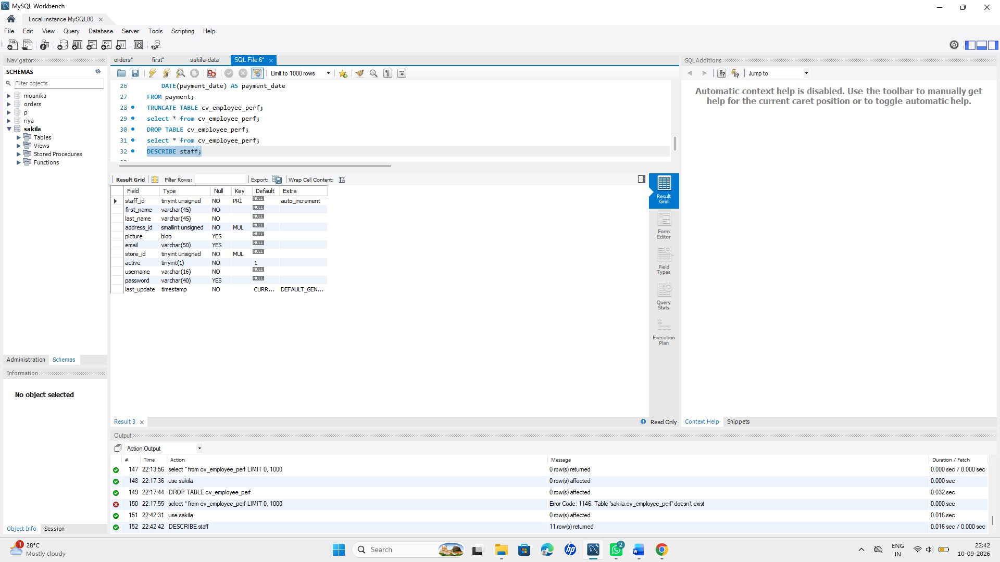 MySQL Workbench
Local instance MySQL80
File Edit View Query Database Server Tools Scripting Help
Navigator
SCHEMAS
Filter objects
mounika
orders
p
riya
sakila
Tables
Views
Stored Procedures
Functions
Administration Schemas
Information
No object selected
Object Info Session
orders* first* sakila-data SQL File 6*
Limit to 1000 rows
26 DATE(payment_date) AS payment_date
27 FROM payment;
28 TRUNCATE TABLE cv_employee_perf;
29 select * from cv_employee_perf;
30 DROP TABLE cv_employee_perf;
31 select * from cv_employee_perf;
32 DESCRIBE staff;
Result Grid Filter Rows: Export: Wrap Cell Content:
Field Type Null Key Default Extra
staff_id tinyint unsigned NO PRI NULL auto_increment
first_name varchar(45) NO NULL
last_name varchar(45) NO NULL
address_id smallint unsigned NO MUL NULL
picture blob YES NULL
email varchar(50) YES NULL
store_id tinyint unsigned NO MUL NULL
active tinyint(1) NO 1
username varchar(16) NO NULL
password varchar(40) YES NULL
last_update timestamp NO CURR... DEFAULT_GEN...
Result Grid
Form Editor
Field Types
Query Stats
Execution Plan
Result 3
Read Only
SQLAdditions
Jump to
Automatic context help is disabled. Use the toolbar to manually get
help for the current caret position or to toggle automatic help.
Context Help Snippets
Output
Action Output
# Time Action Message Duration / Fetch
147 22:13:56 select * from cv_employee_perf LIMIT 0, 1000 0 row(s) returned 0.000 sec / 0.000 sec
148 22:17:36 use sakila 0 row(s) affected 0.000 sec
149 22:17:44 DROP TABLE cv_employee_perf 0 row(s) affected 0.032 sec
150 22:17:55 select * from cv_employee_perf LIMIT 0, 1000 Error Code: 1146. Table 'sakila.cv_employee_perf' doesn't exist 0.000 sec
151 22:42:31 use sakila 0 row(s) affected 0.016 sec
152 22:42:42 DESCRIBE staff 11 row(s) returned 0.016 sec / 0.000 sec
1
28°C
Mostly cloudy
Search
hp
2
W
ENG
IN
22:42
10-09-2026